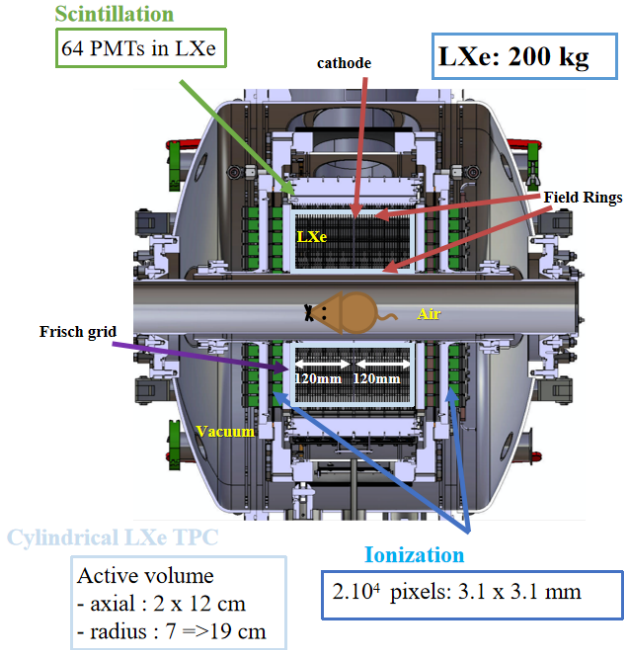 Scintillation
64 PMTs in LXe
cathode
LXe: 200 kg
Field Rings
LXe
Air
Frisch grid
120mm 120mm
Vacuum
Cylindrical LXe TPC
Ionization
Active volume
- axial : 2 x 12 cm
- radius : 7 =>19 cm
2.10⁴ pixels: 3.1 x 3.1 mm